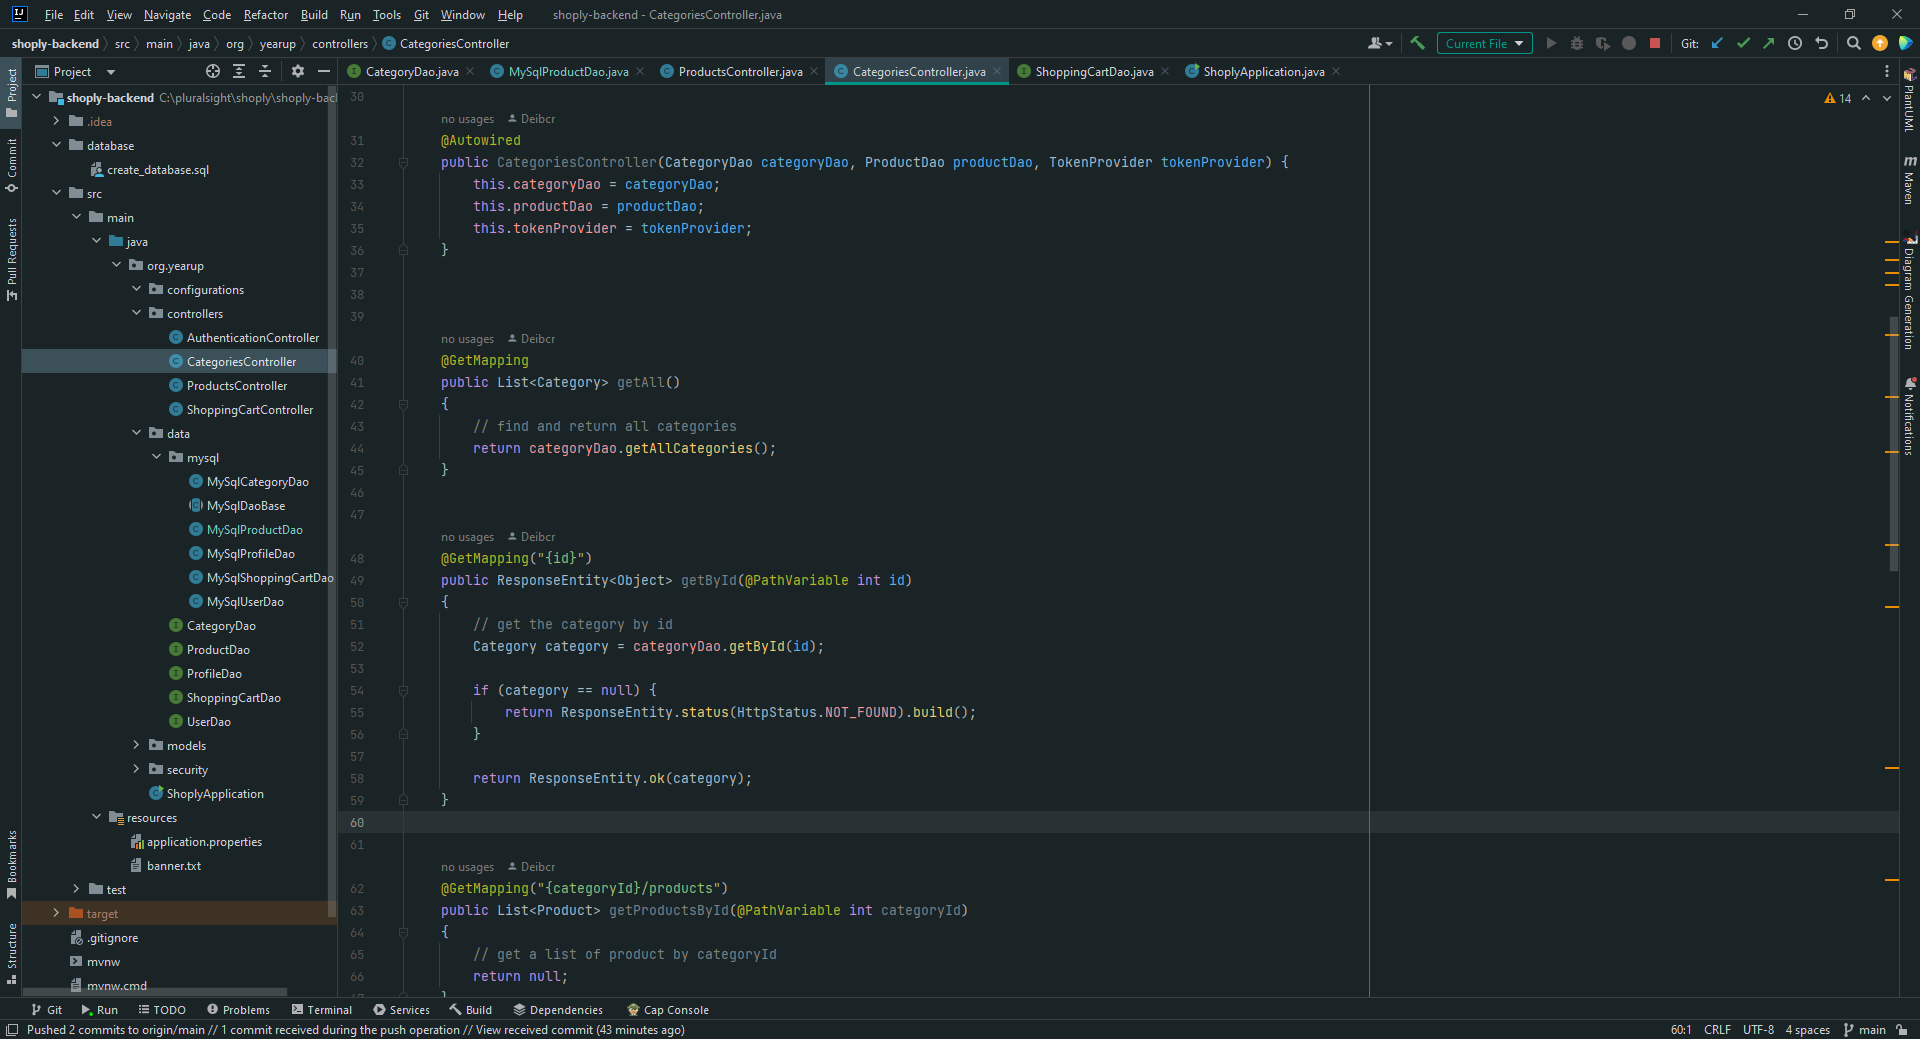 File Edit View Navigate Code Refactor Build Run Tools Git Window Help shoply-backend - CategoriesController.java
shoply-backend src main java org yearup controllers CategoriesController Current File Git:
Project
CategoryDao.java MySqlProductDao.java ProductsController.java CategoriesController.java ShoppingCartDao.java ShoplyApplication.java
Project
Commit
Pull Requests
Bookmarks
Structure
shoply-backend C:\pluralsight\shoply\shoply-bac
.idea
database
create_database.sql
src
main
java
org.yearup
configurations
controllers
AuthenticationController
CategoriesController
ProductsController
ShoppingCartController
data
mysql
MySqlCategoryDao
MySqlDaoBase
MySqlProductDao
MySqlProfileDao
MySqlShoppingCartDao
MySqlUserDao
CategoryDao
ProductDao
ProfileDao
ShoppingCartDao
UserDao
models
security
ShoplyApplication
resources
application.properties
banner.txt
test
target
.gitignore
mvnw
mvnw.cmd
14
30
no usages Deibcr
31 @Autowired
32 public CategoriesController(CategoryDao categoryDao, ProductDao productDao, TokenProvider tokenProvider) {
33 this.categoryDao = categoryDao;
34 this.productDao = productDao;
35 this.tokenProvider = tokenProvider;
36 }
37
38
39
no usages Deibcr
40 @GetMapping
41 public List<Category> getAll()
42 {
43 // find and return all categories
44 return categoryDao.getAllCategories();
45 }
46
47
no usages Deibcr
48 @GetMapping("{id}")
49 public ResponseEntity<Object> getById(@PathVariable int id)
50 {
51 // get the category by id
52 Category category = categoryDao.getById(id);
53
54 if (category == null) {
55 return ResponseEntity.status(HttpStatus.NOT_FOUND).build();
56 }
57
58 return ResponseEntity.ok(category);
59 }
60
61
no usages Deibcr
62 @GetMapping("{categoryId}/products")
63 public List<Product> getProductsById(@PathVariable int categoryId)
64 {
65 // get a list of product by categoryId
66 return null;
PlantUML
Maven
Diagram Generation
Notifications
Git Run TODO Problems Terminal Services Build Dependencies Cap Console
Pushed 2 commits to origin/main // 1 commit received during the push operation // View received commit (43 minutes ago) 60:1 CRLF UTF-8 4 spaces main